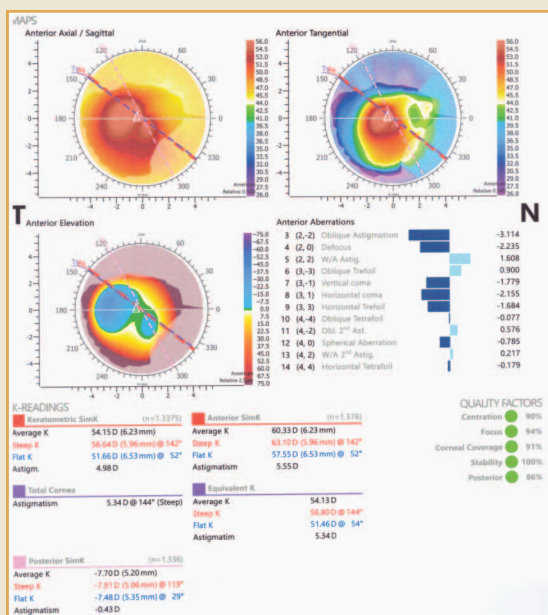 MAPS
Anterior Axial / Sagittal
Anterior Tangential
T
N
Anterior Elevation
Anterior Aberrations
3 (2,-2) Oblique Astigmatism -3.114
4 (2, 0) Defocus -2.235
5 (2, 2) W/A Astig. 1.608
6 (3,-3) Oblique Trefoil 0.900
7 (3,-1) Vertical coma -1.779
8 (3, 1) Horizontal coma -2.155
9 (3, 3) Horizontal Trefoil -1.684
10 (4,-4) Oblique Tetrafoil -0.077
11 (4,-2) Obl. 2nd Ast. 0.576
12 (4, 0) Spherical Aberration -0.785
13 (4, 2) W/A 2nd Astig. 0.217
14 (4, 4) Horizontal Tetrafoil -0.179
K-READINGS
Keratometric SimK (n=1.3375)
Average K 54.15 D (6.23 mm)
Steep K 56.64 D (5.96 mm) @ 142°
Flat K 51.66 D (6.53 mm) @ 52°
Astigm. 4.98 D
Anterior SimK (n=1.376)
Average K 60.33 D (6.23 mm)
Steep K 63.10 D (5.96 mm) @ 142°
Flat K 57.55 D (6.53 mm) @ 52°
Astigmatism 5.55 D
QUALITY FACTORS
Centration 90%
Focus 94%
Corneal Coverage 91%
Stability 100%
Posterior 86%
Total Cornea
Astigmatism 5.34 D @ 144° (Steep)
Equivalent K
Average K 54.13 D
Steep K 56.80 D @ 144°
Flat K 51.46 D @ 54°
Astigmatism 5.34 D
Posterior SimK (n=1.336)
Average K -7.70 D (5.20 mm)
Steep K -7.91 D (5.06 mm) @ 119°
Flat K -7.48 D (5.35 mm) @ 29°
Astigmatism -0.43 D